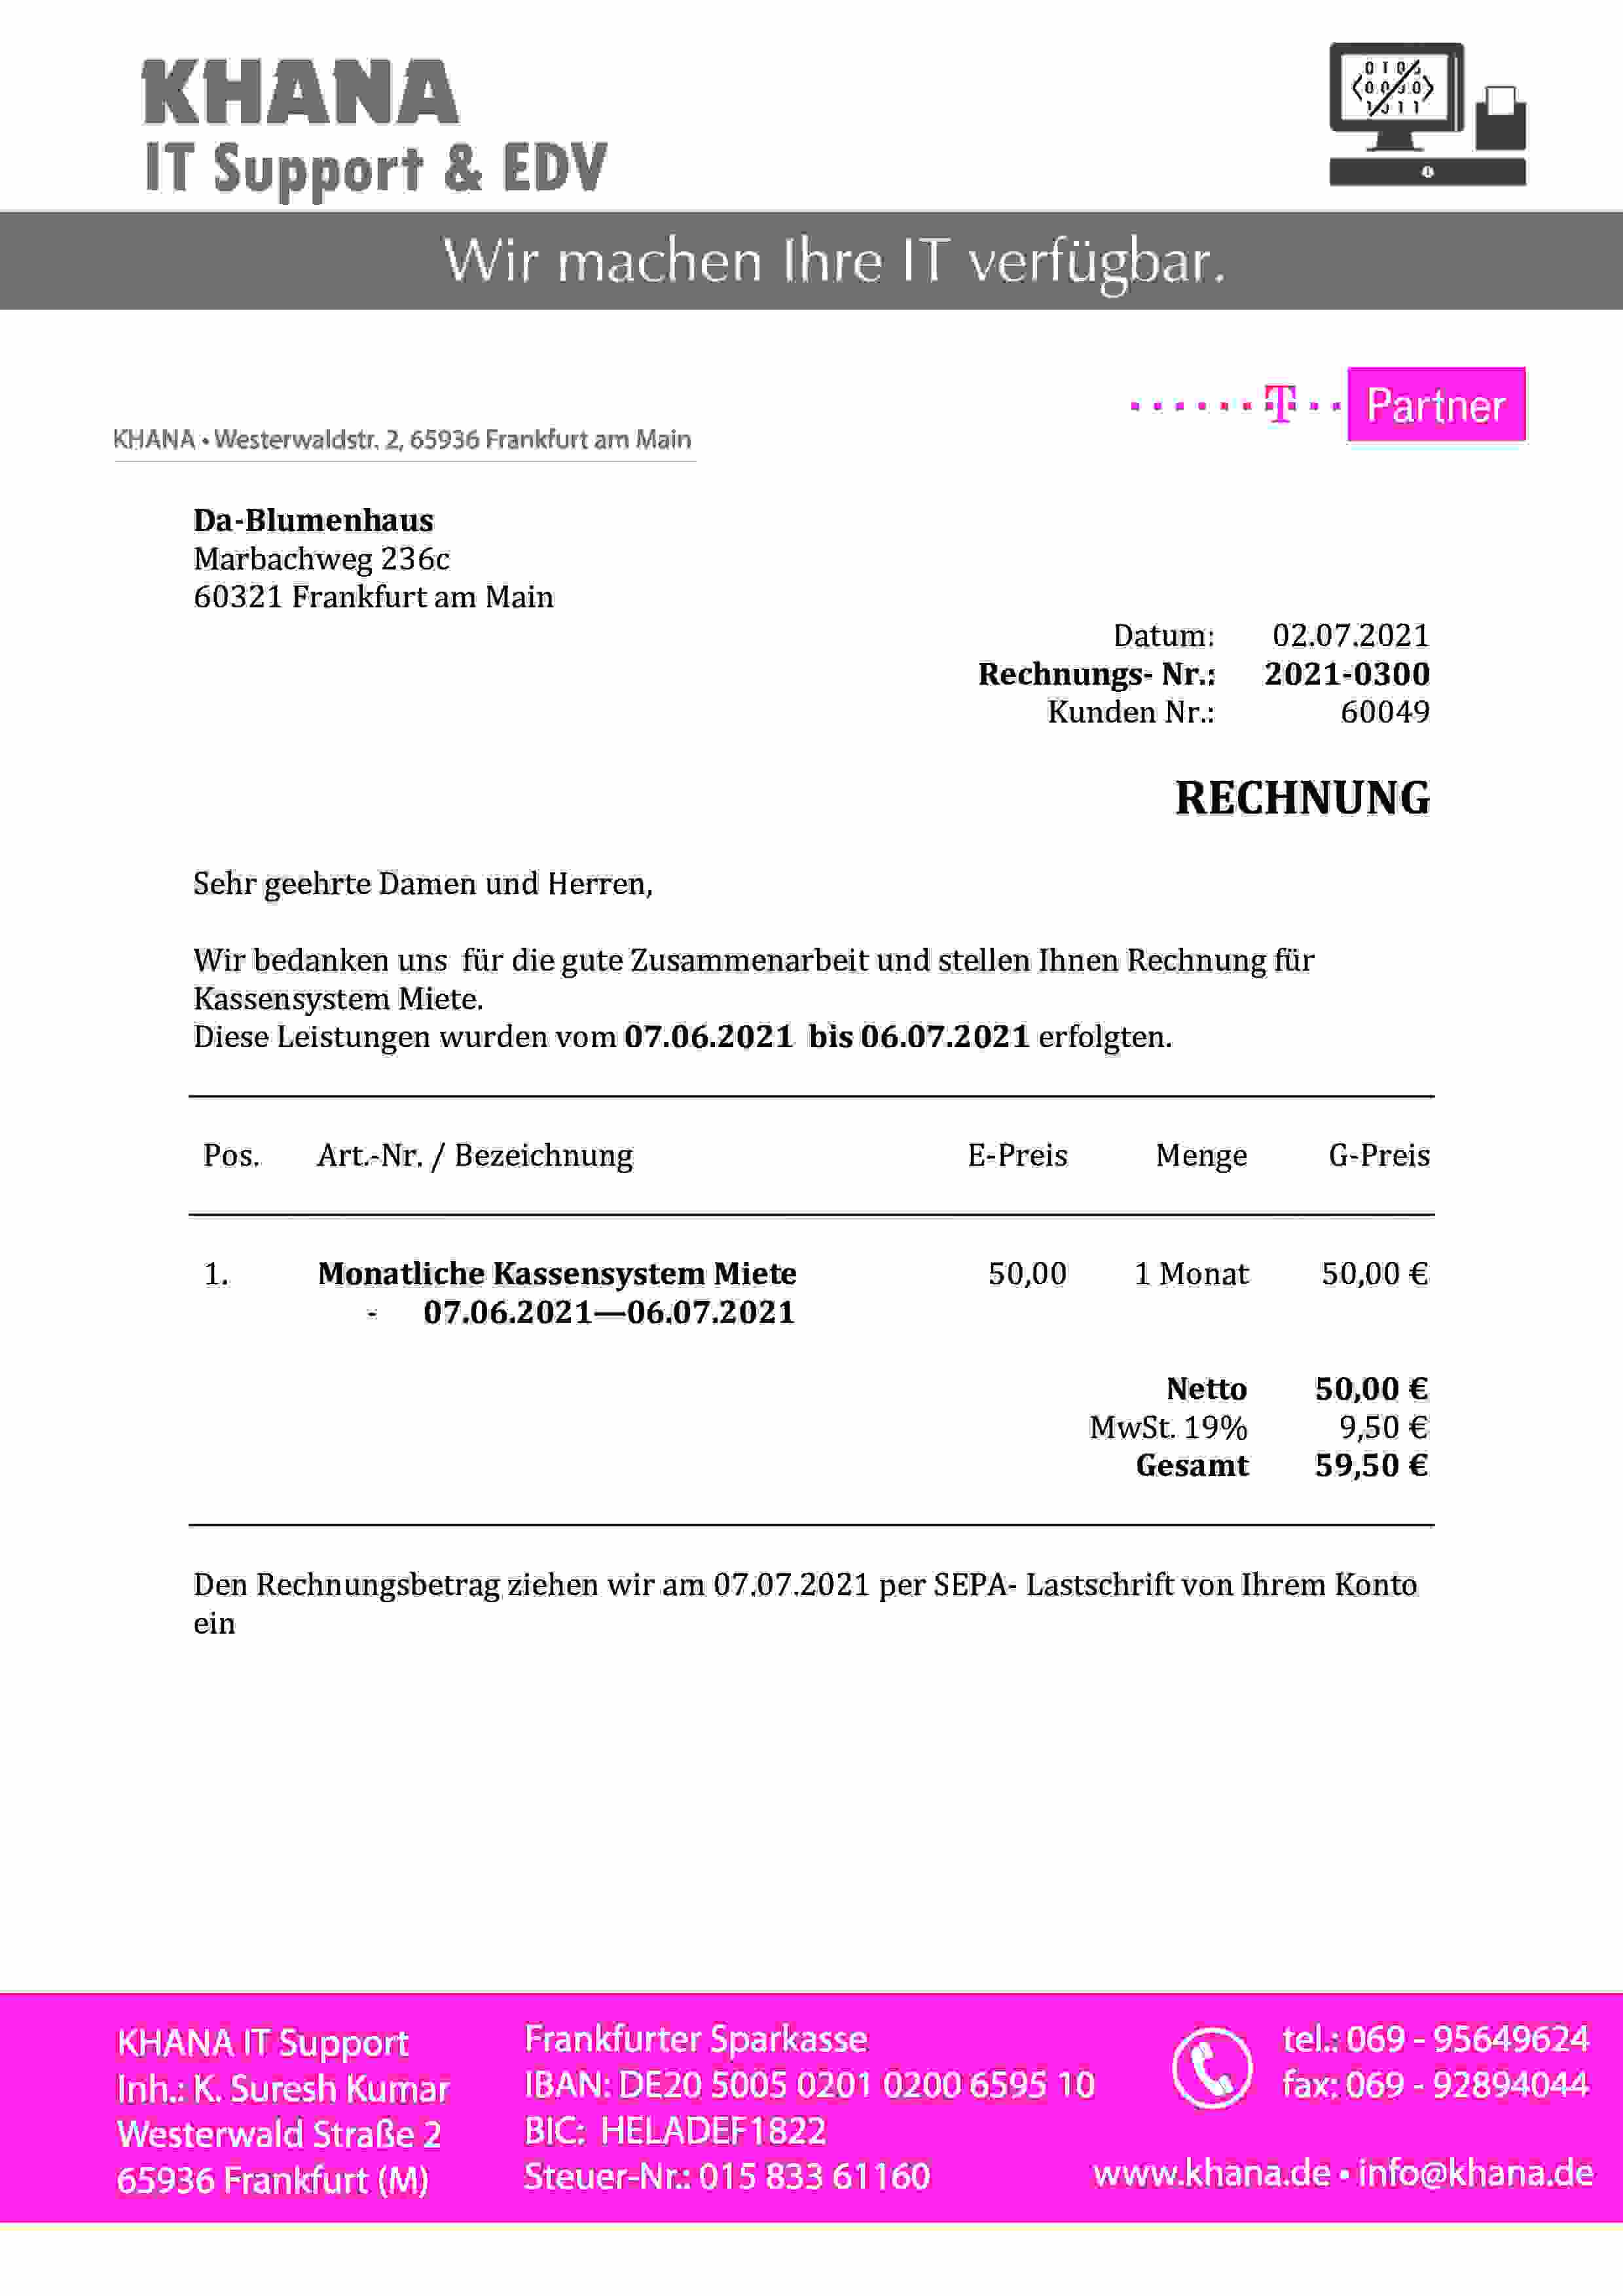 KHANA
IT Support & EDV
Wir machen Ihre IT verfügbar.
T Partner
KHANA • Westerwaldstr. 2, 65936 Frankfurt am Main
Da-Blumenhaus
Marbachweg 236c
60321 Frankfurt am Main
Datum: 02.07.2021
Rechnungs- Nr.: 2021-0300
Kunden Nr.: 60049
RECHNUNG
Sehr geehrte Damen und Herren,
Wir bedanken uns für die gute Zusammenarbeit und stellen Ihnen Rechnung für
Kassensystem Miete.
Diese Leistungen wurden vom 07.06.2021 bis 06.07.2021 erfolgten.
Pos. Art.-Nr. / Bezeichnung E-Preis Menge G-Preis
1. Monatliche Kassensystem Miete 50,00 1 Monat 50,00 €
- 07.06.2021—06.07.2021
Netto 50,00 €
MwSt. 19% 9,50 €
Gesamt 59,50 €
Den Rechnungsbetrag ziehen wir am 07.07.2021 per SEPA- Lastschrift von Ihrem Konto
ein
KHANA IT Support
Inh.: K. Suresh Kumar
Westerwald Straße 2
65936 Frankfurt (M)
Frankfurter Sparkasse
IBAN: DE20 5005 0201 0200 6595 10
BIC: HELADEF1822
Steuer-Nr.: 015 833 61160
tel.: 069 - 95649624
fax: 069 - 92894044
www.khana.de • info@khana.de